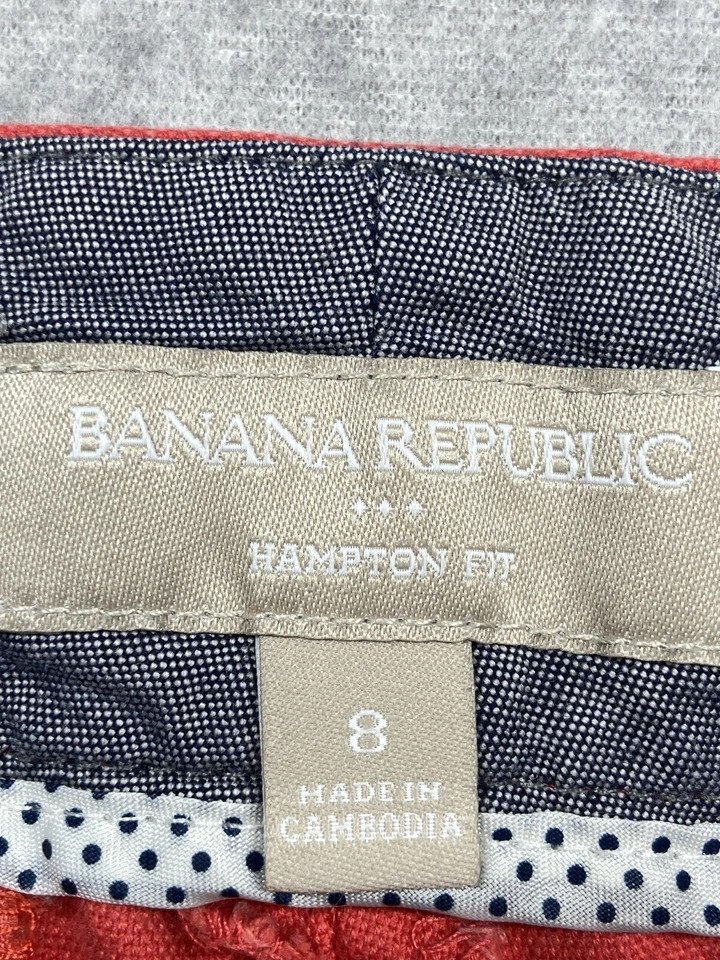 BANANA REPUBLIC
HAMPTON FIT
8
MADE IN
CAMBODIA